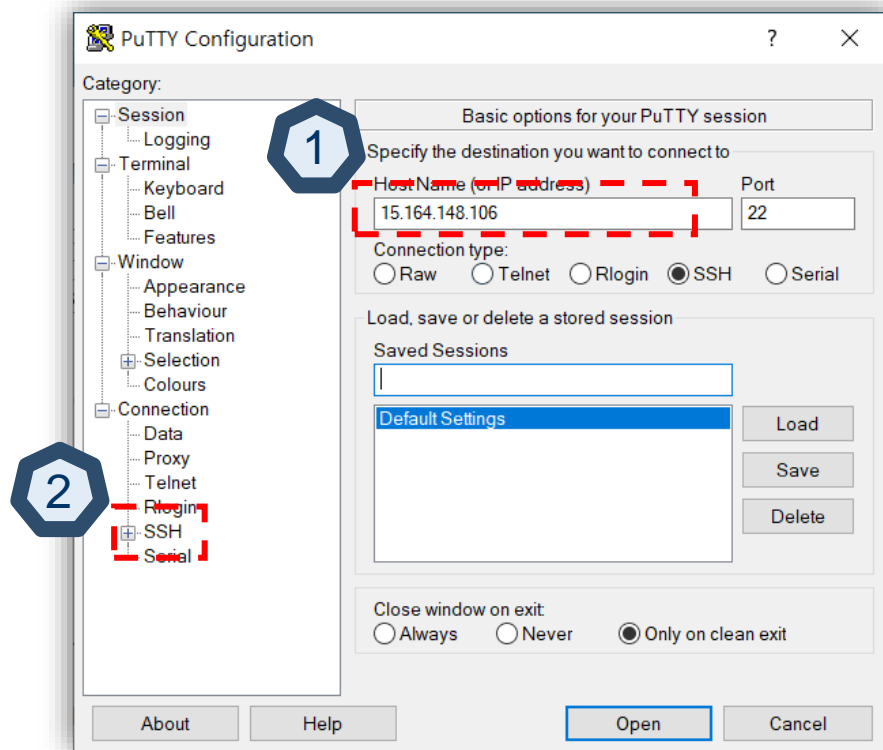 PuTTY Configuration
?
Category:
Session
Logging
Terminal
Keyboard
Bell
Features
Window
Appearance
Behaviour
Translation
Selection
Colours
Connection
Data
Proxy
Telnet
Rlogin
SSH
Serial
1
2
Basic options for your PuTTY session
Specify the destination you want to connect to
Host Name (or IP address) Port
15.164.148.106 22
Connection type:
Raw Telnet Rlogin SSH Serial
Load, save or delete a stored session
Saved Sessions
Default Settings
Load
Save
Delete
Close window on exit:
Always Never Only on clean exit
About Help Open Cancel